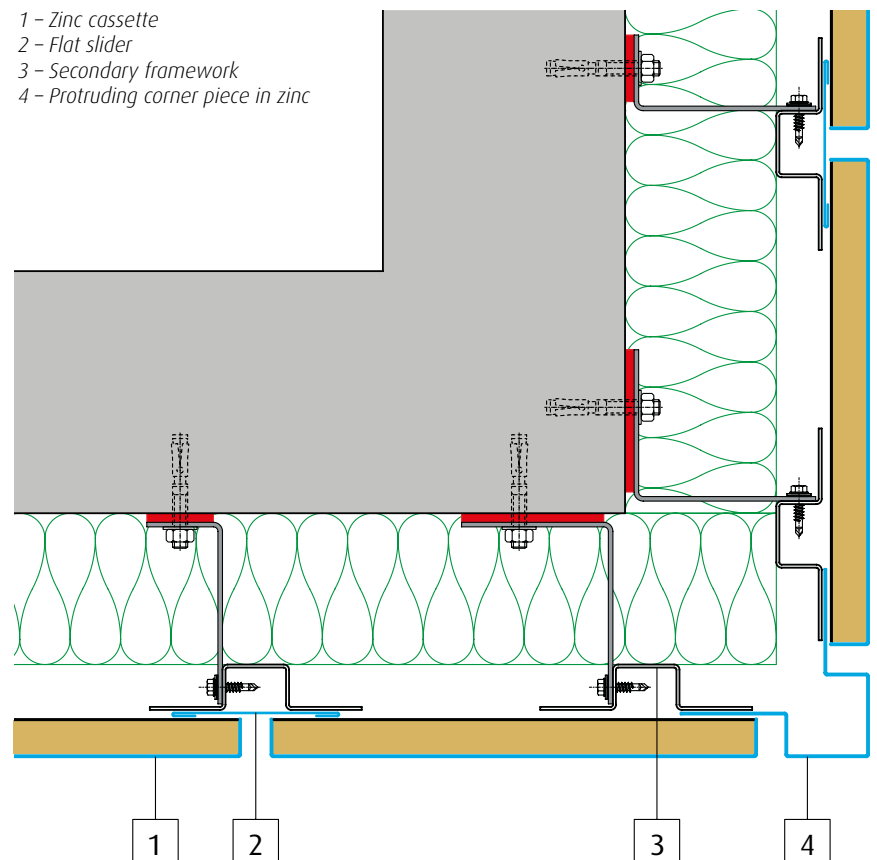 1 – Zinc cassette
2 – Flat slider
3 – Secondary framework
4 – Protruding corner piece in zinc
1 2 3 4